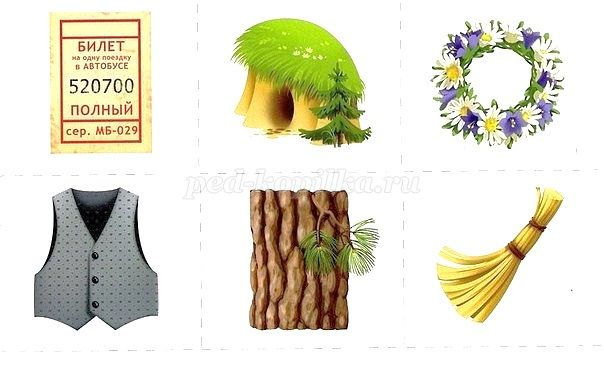 БИЛЕТ
на одну поездку
в АВТОБУСЕ
520700
ПОЛНЫЙ
сер. МБ-029
ped-kopilka.ru